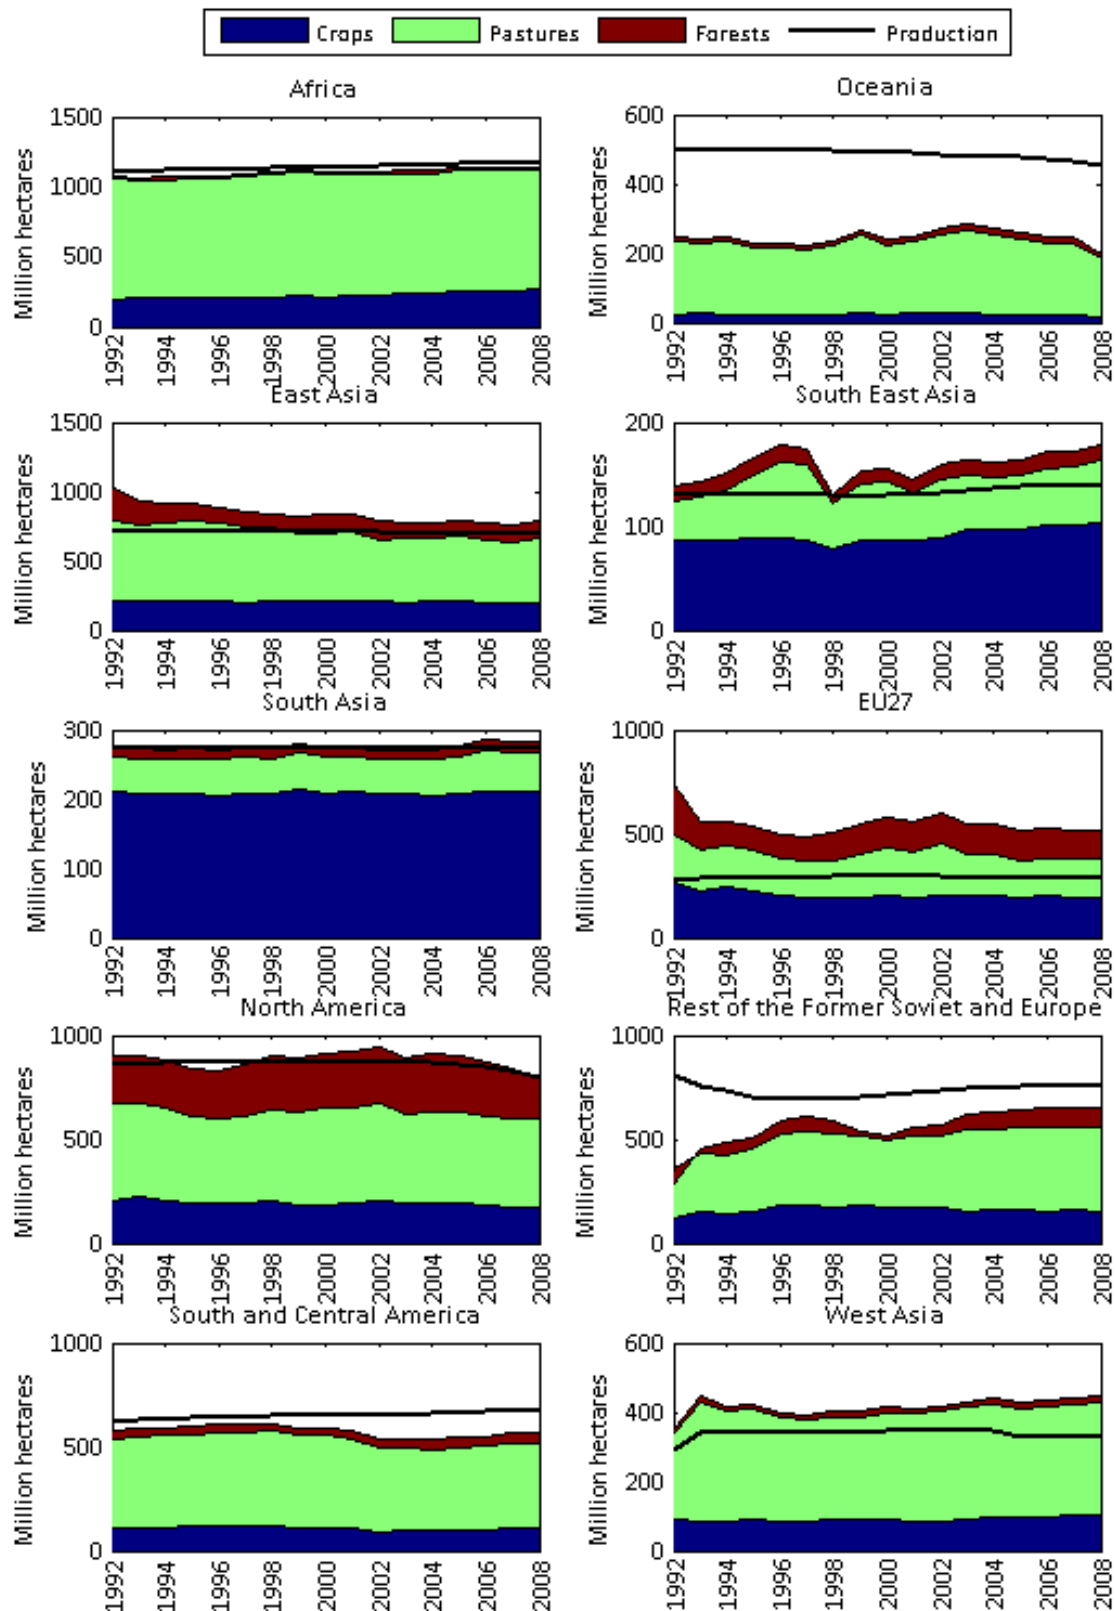 Crops Pastures Forests Production
Africa
Million hectares
1500
1000
500
0
1992 1994 1996 1998 2000 2002 2004 2006 2008
Oceania
Million hectares
600
400
200
0
1992 1994 1996 1998 2000 2002 2004 2006 2008
East Asia
Million hectares
1500
1000
500
0
1992 1994 1996 1998 2000 2002 2004 2006 2008
South East Asia
Million hectares
200
100
0
1992 1994 1996 1998 2000 2002 2004 2006 2008
South Asia
Million hectares
300
200
100
0
1992 1994 1996 1998 2000 2002 2004 2006 2008
EU27
Million hectares
1000
500
0
1992 1994 1996 1998 2000 2002 2004 2006 2008
North America
Million hectares
1000
500
0
1992 1994 1996 1998 2000 2002 2004 2006 2008
Rest of the Former Soviet and Europe
Million hectares
1000
500
0
1992 1994 1996 1998 2000 2002 2004 2006 2008
South and Central America
Million hectares
1000
500
0
1992 1994 1996 1998 2000 2002 2004 2006 2008
West Asia
Million hectares
600
400
200
0
1992 1994 1996 1998 2000 2002 2004 2006 2008